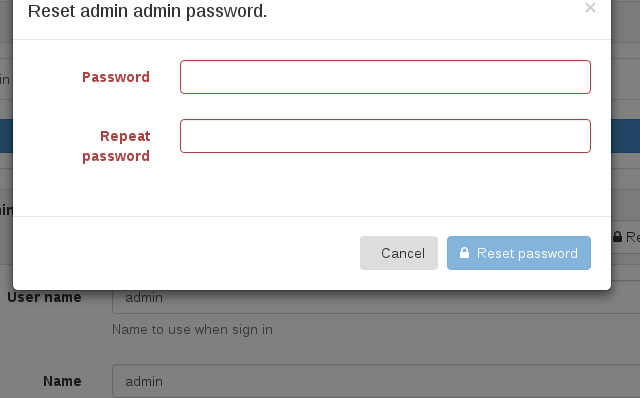 Reset admin admin password.
×
in
Password
Repeat
password
Cancel
Reset password
User name
admin
Name to use when sign in
Name
admin